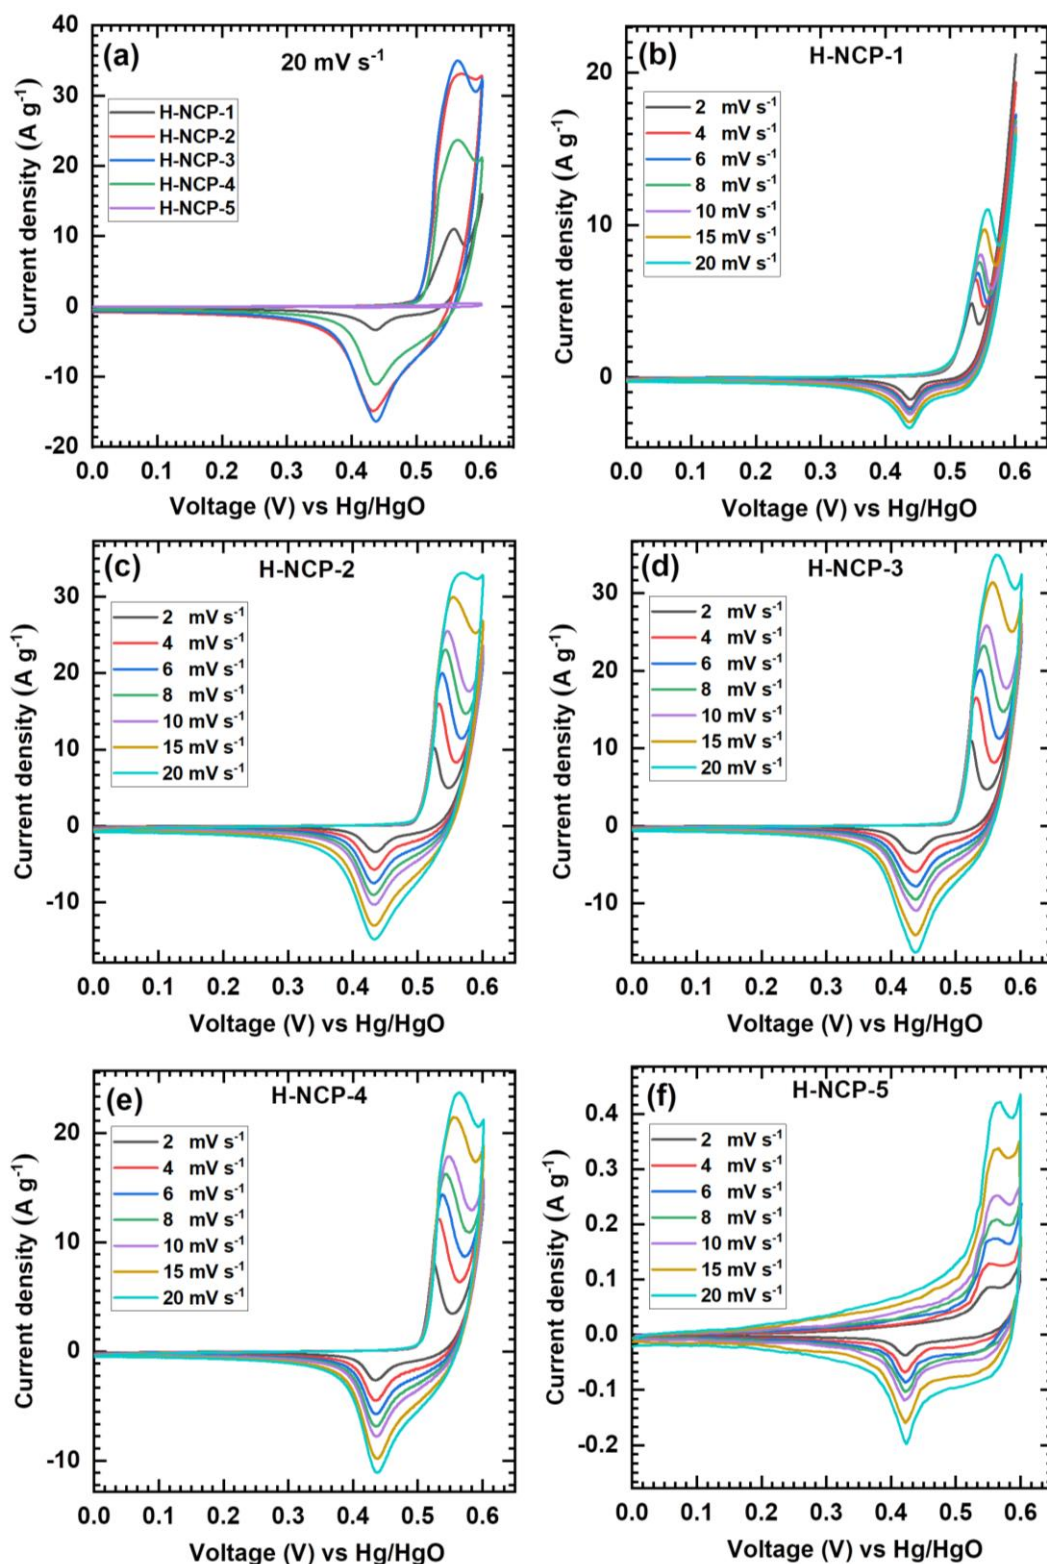 (a)
20 mV s⁻¹
H-NCP-1
H-NCP-2
H-NCP-3
H-NCP-4
H-NCP-5
Current density (A g⁻¹)
40
30
20
10
0
-10
-20
0.0 0.1 0.2 0.3 0.4 0.5 0.6
Voltage (V) vs Hg/HgO
(b)
H-NCP-1
2 mV s⁻¹
4 mV s⁻¹
6 mV s⁻¹
8 mV s⁻¹
10 mV s⁻¹
15 mV s⁻¹
20 mV s⁻¹
Current density (A g⁻¹)
20
10
0
0.0 0.1 0.2 0.3 0.4 0.5 0.6
Voltage (V) vs Hg/HgO
(c)
H-NCP-2
2 mV s⁻¹
4 mV s⁻¹
6 mV s⁻¹
8 mV s⁻¹
10 mV s⁻¹
15 mV s⁻¹
20 mV s⁻¹
Current density (A g⁻¹)
30
20
10
0
-10
0.0 0.1 0.2 0.3 0.4 0.5 0.6
Voltage (V) vs Hg/HgO
(d)
H-NCP-3
2 mV s⁻¹
4 mV s⁻¹
6 mV s⁻¹
8 mV s⁻¹
10 mV s⁻¹
15 mV s⁻¹
20 mV s⁻¹
Current density (A g⁻¹)
30
20
10
0
-10
0.0 0.1 0.2 0.3 0.4 0.5 0.6
Voltage (V) vs Hg/HgO
(e)
H-NCP-4
2 mV s⁻¹
4 mV s⁻¹
6 mV s⁻¹
8 mV s⁻¹
10 mV s⁻¹
15 mV s⁻¹
20 mV s⁻¹
Current density (A g⁻¹)
20
10
0
-10
0.0 0.1 0.2 0.3 0.4 0.5 0.6
Voltage (V) vs Hg/HgO
(f)
H-NCP-5
2 mV s⁻¹
4 mV s⁻¹
6 mV s⁻¹
8 mV s⁻¹
10 mV s⁻¹
15 mV s⁻¹
20 mV s⁻¹
Current density (A g⁻¹)
0.4
0.3
0.2
0.1
0.0
-0.1
-0.2
0.0 0.1 0.2 0.3 0.4 0.5 0.6
Voltage (V) vs Hg/HgO